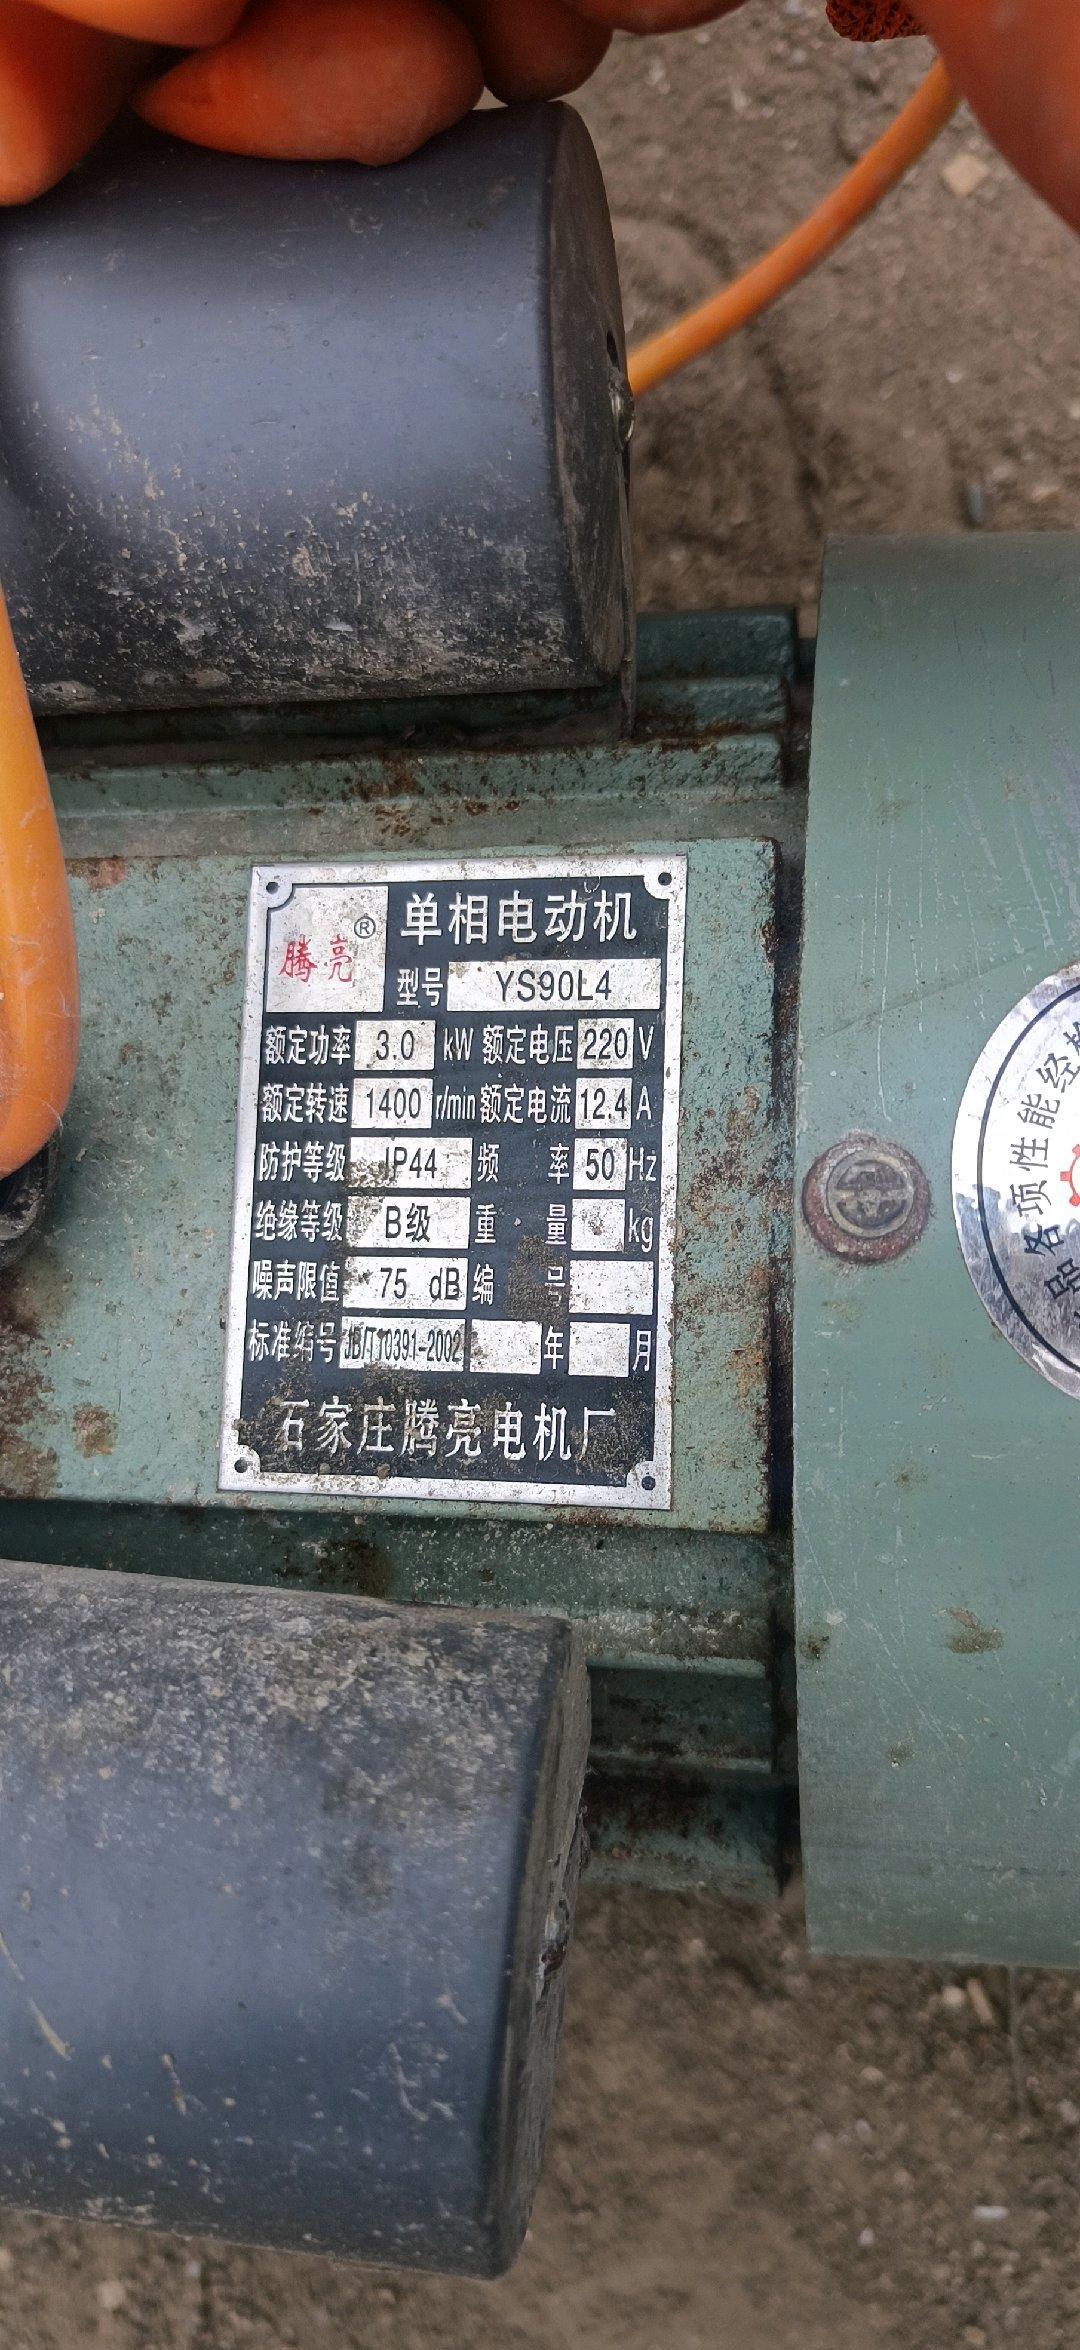 腾亮®
单相电动机
型号 YS90L4
额定功率 3.0 kW 额定电压 220 V
额定转速 1400 r/min 额定电流 12.4 A
防护等级 IP44 频率 50 Hz
绝缘等级 B级 重量 kg
噪声限值 75 dB 编号
标准编号 JB/T10391-2002 年 月
石家庄腾亮电机厂
各项性能经